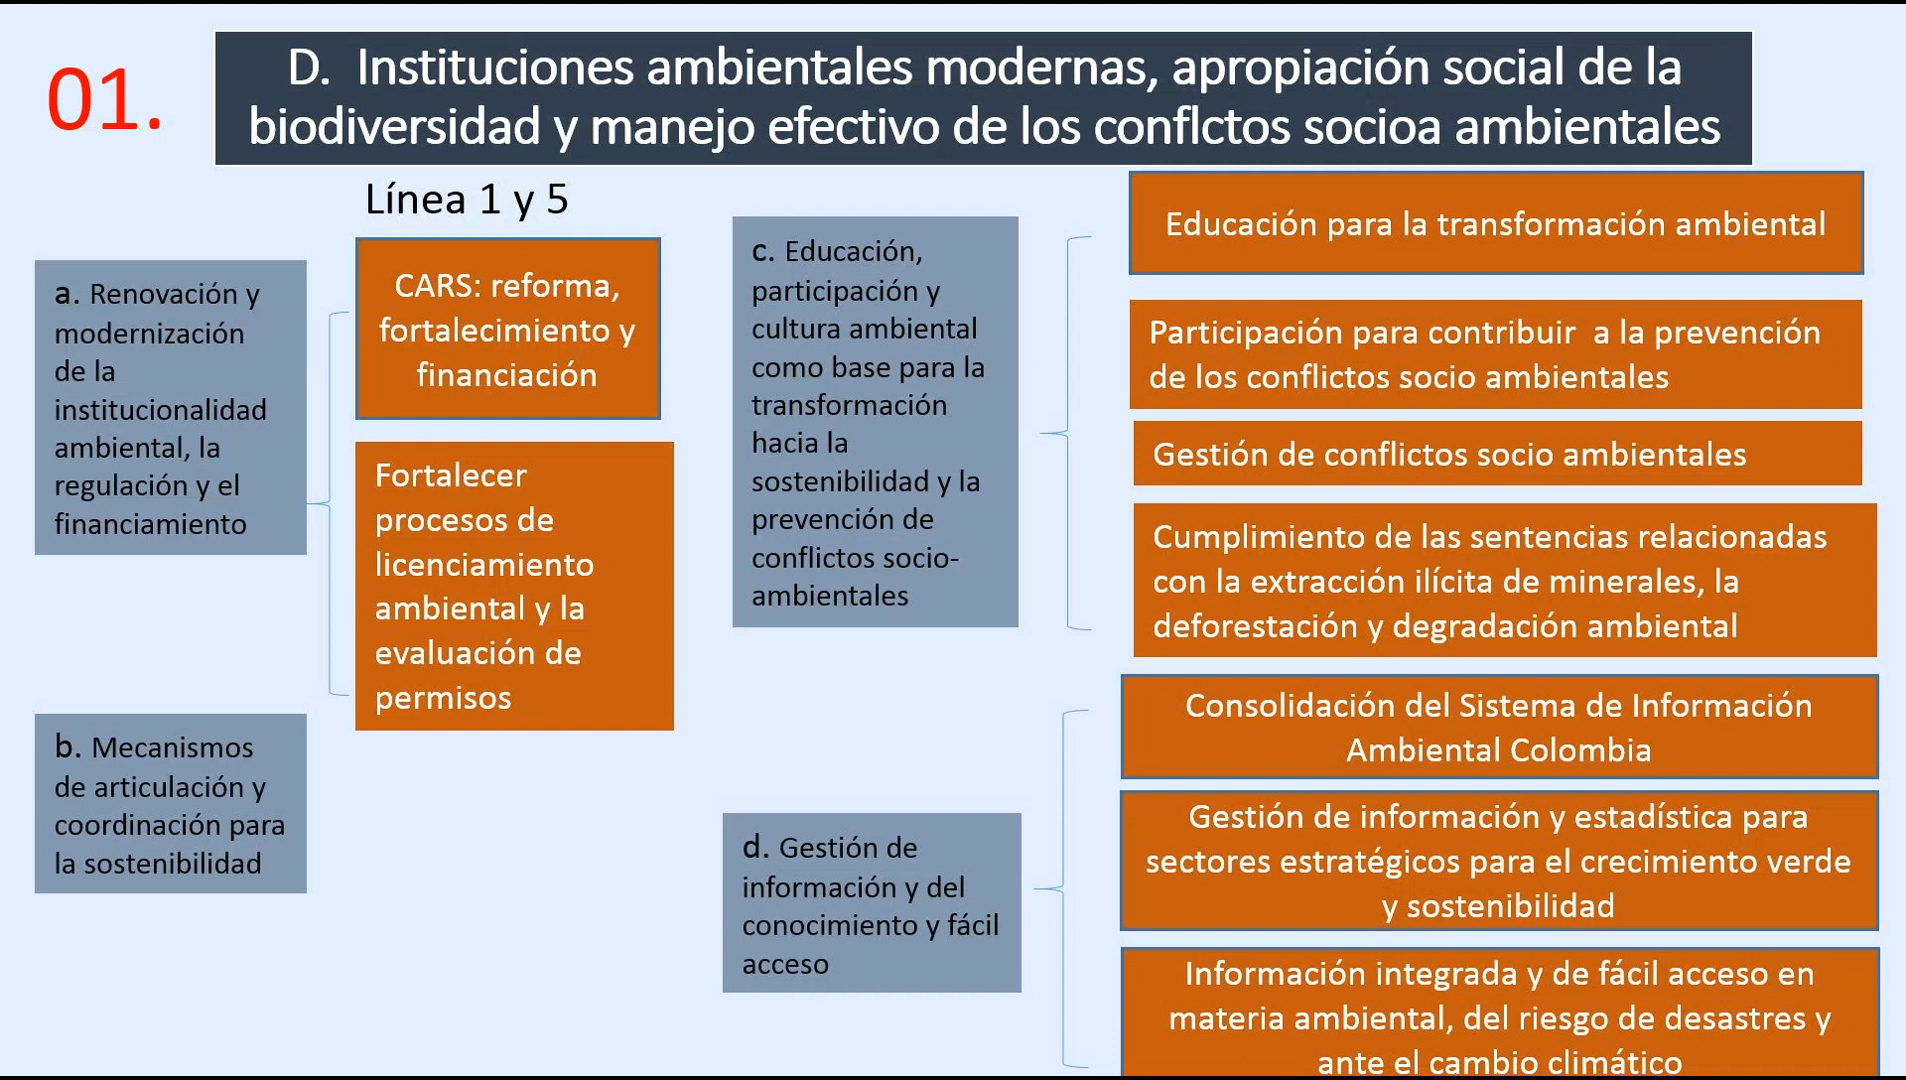 01.
D. Instituciones ambientales modernas, apropiación social de la
biodiversidad y manejo efectivo de los conflctos socioa ambientales
Línea 1 y 5
a. Renovación y
modernización
de la
institucionalidad
ambiental, la
regulación y el
financiamiento
CARS: reforma,
fortalecimiento y
financiación
Fortalecer
procesos de
licenciamiento
ambiental y la
evaluación de
permisos
b. Mecanismos
de articulación y
coordinación para
la sostenibilidad
c. Educación,
participación y
cultura ambiental
como base para la
transformación
hacia la
sostenibilidad y la
prevención de
conflictos socio-
ambientales
Educación para la transformación ambiental
Participación para contribuir a la prevención
de los conflictos socio ambientales
Gestión de conflictos socio ambientales
Cumplimiento de las sentencias relacionadas
con la extracción ilícita de minerales, la
deforestación y degradación ambiental
d. Gestión de
información y del
conocimiento y fácil
acceso
Consolidación del Sistema de Información
Ambiental Colombia
Gestión de información y estadística para
sectores estratégicos para el crecimiento verde
y sostenibilidad
Información integrada y de fácil acceso en
materia ambiental, del riesgo de desastres y
ante el cambio climático